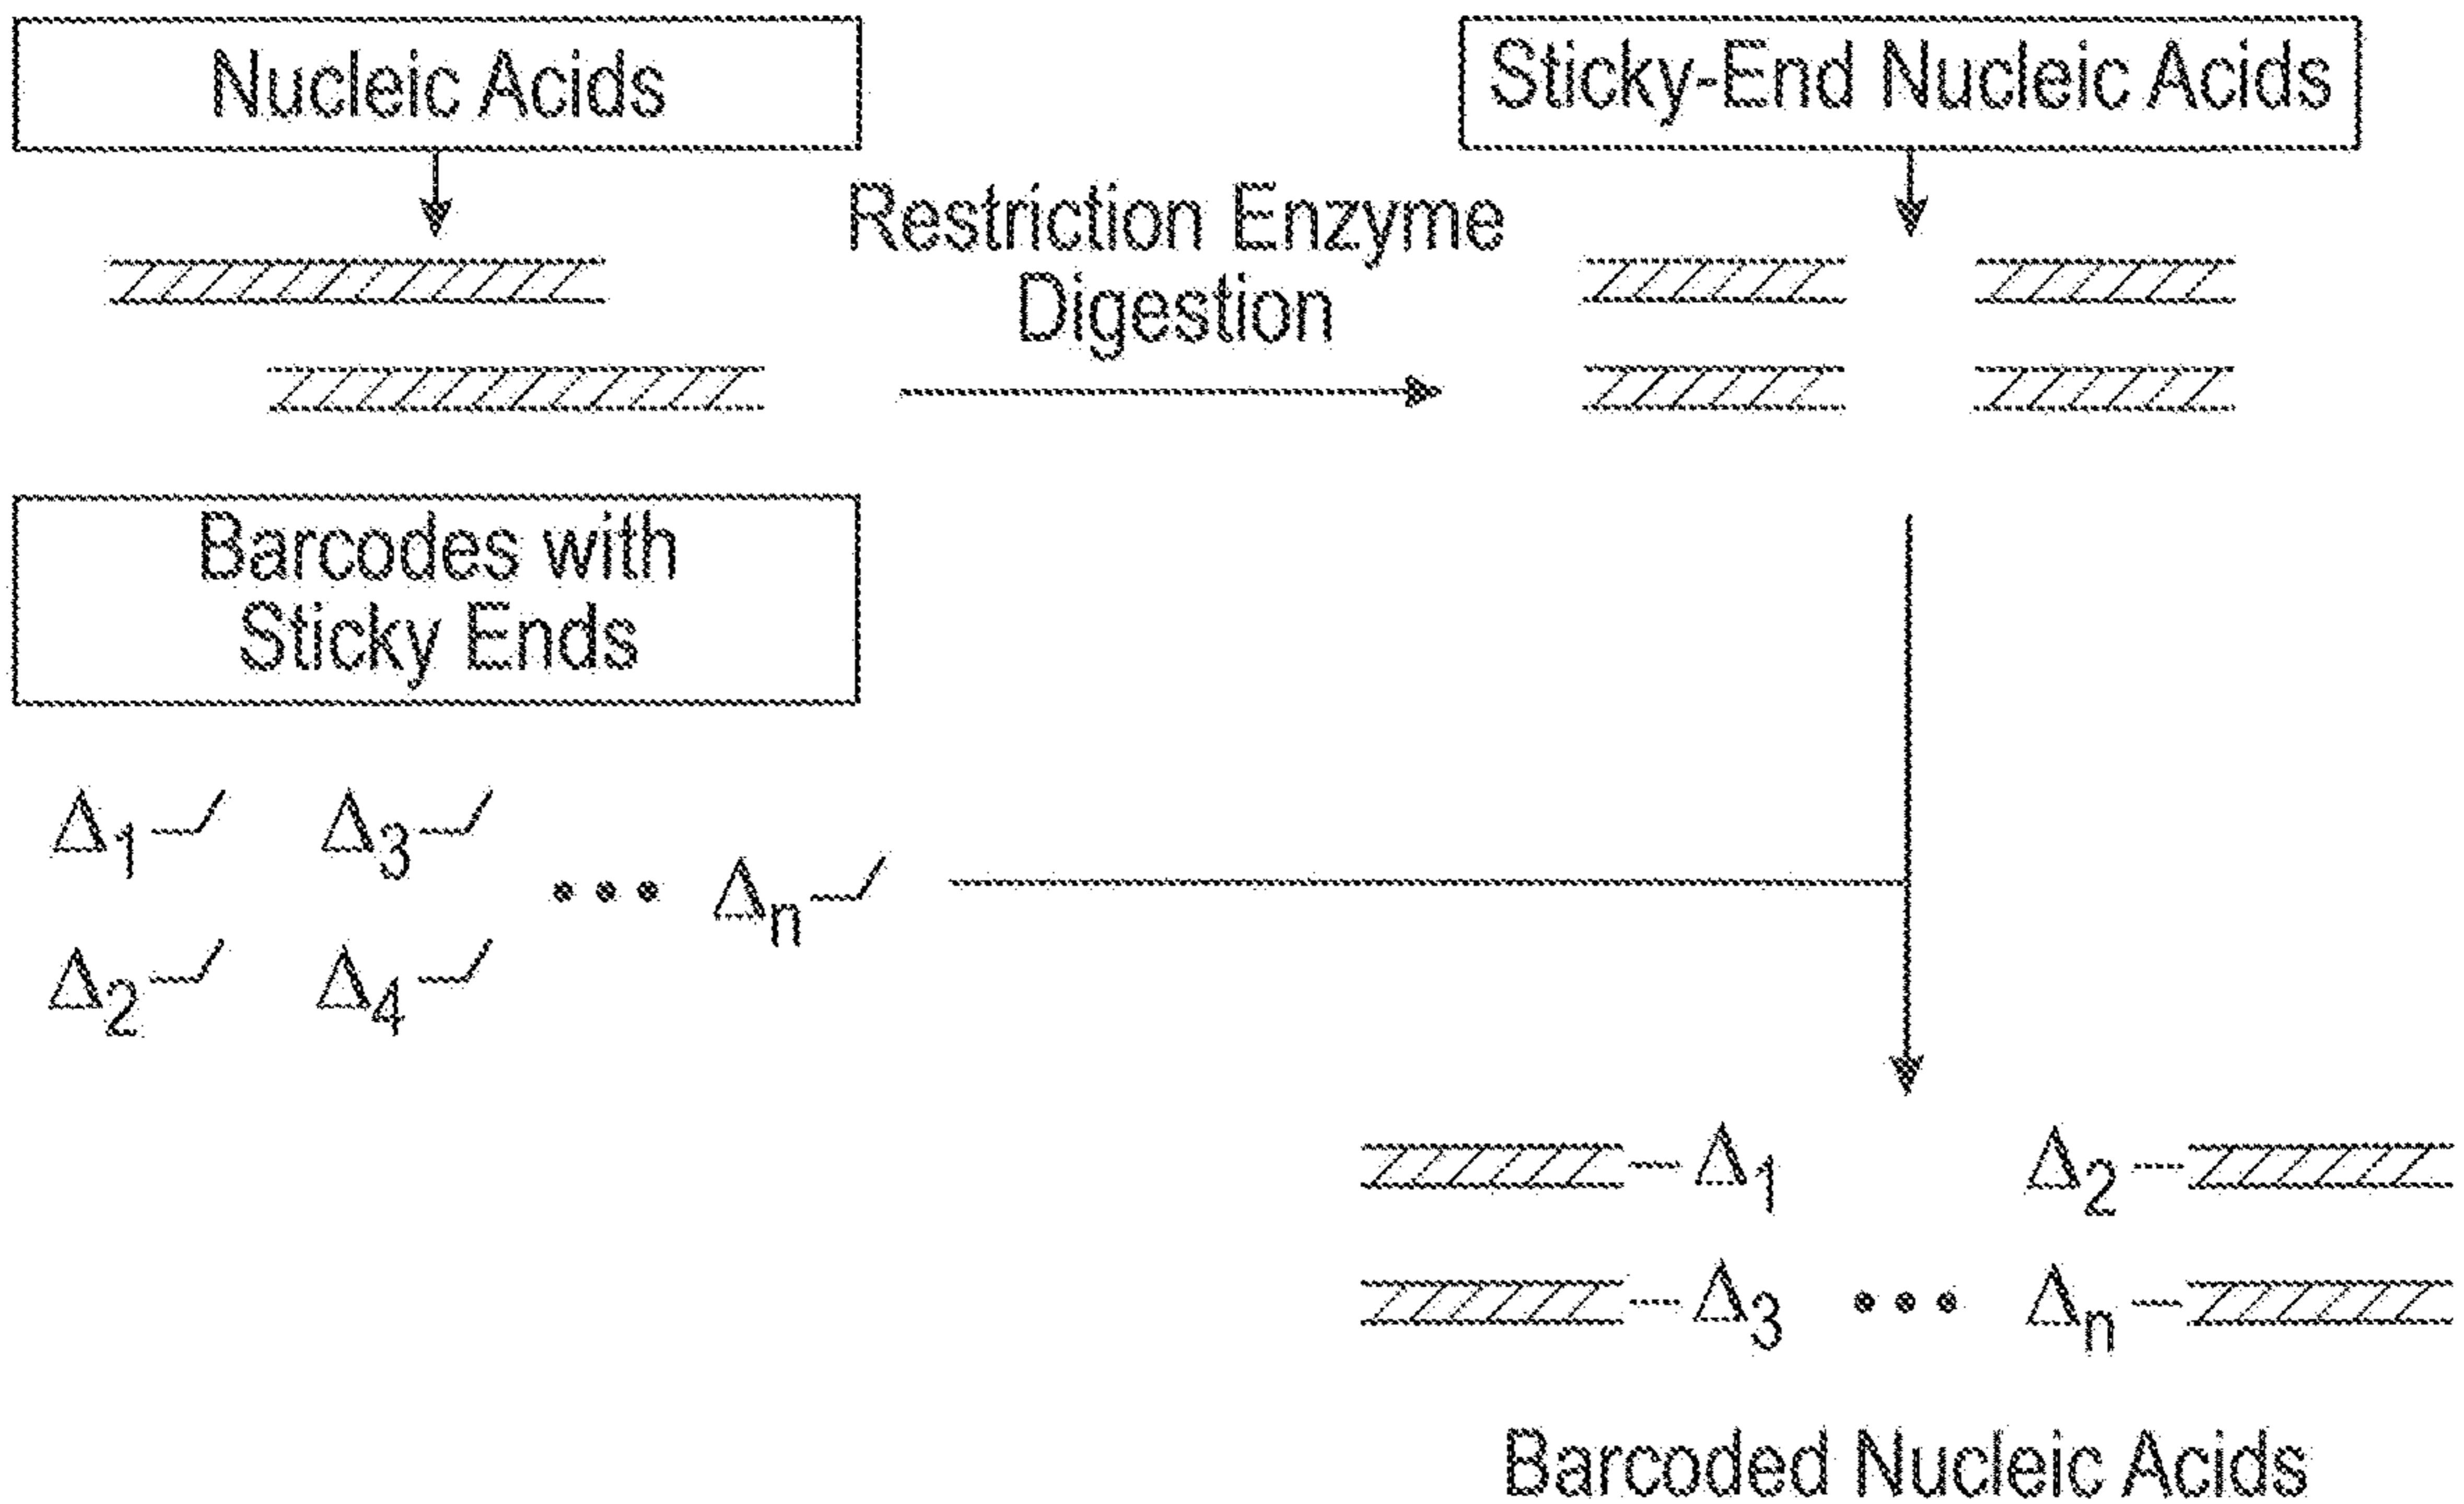 Nucleic Acids
Sticky-End Nucleic Acids
Restriction Enzyme
Digestion
Barcodes with
Sticky Ends
Δ1
Δ3
••• Δn
Δ2
Δ4
Δ1
Δ2
Δ3 ••• Δn
Barcoded Nucleic Acids